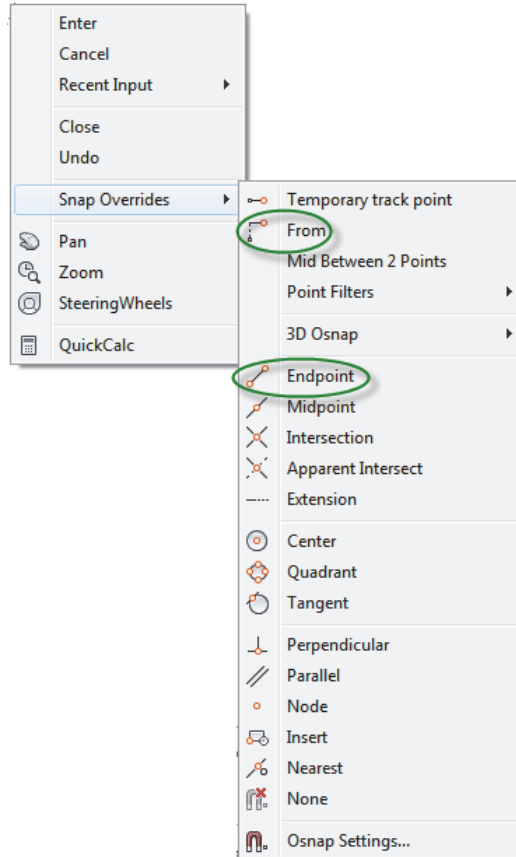 Enter
Cancel
Recent Input
Close
Undo
Snap Overrides
Pan
Zoom
SteeringWheels
QuickCalc
Temporary track point
From
Mid Between 2 Points
Point Filters
3D Osnap
Endpoint
Midpoint
Intersection
Apparent Intersect
Extension
Center
Quadrant
Tangent
Perpendicular
Parallel
Node
Insert
Nearest
None
Osnap Settings...